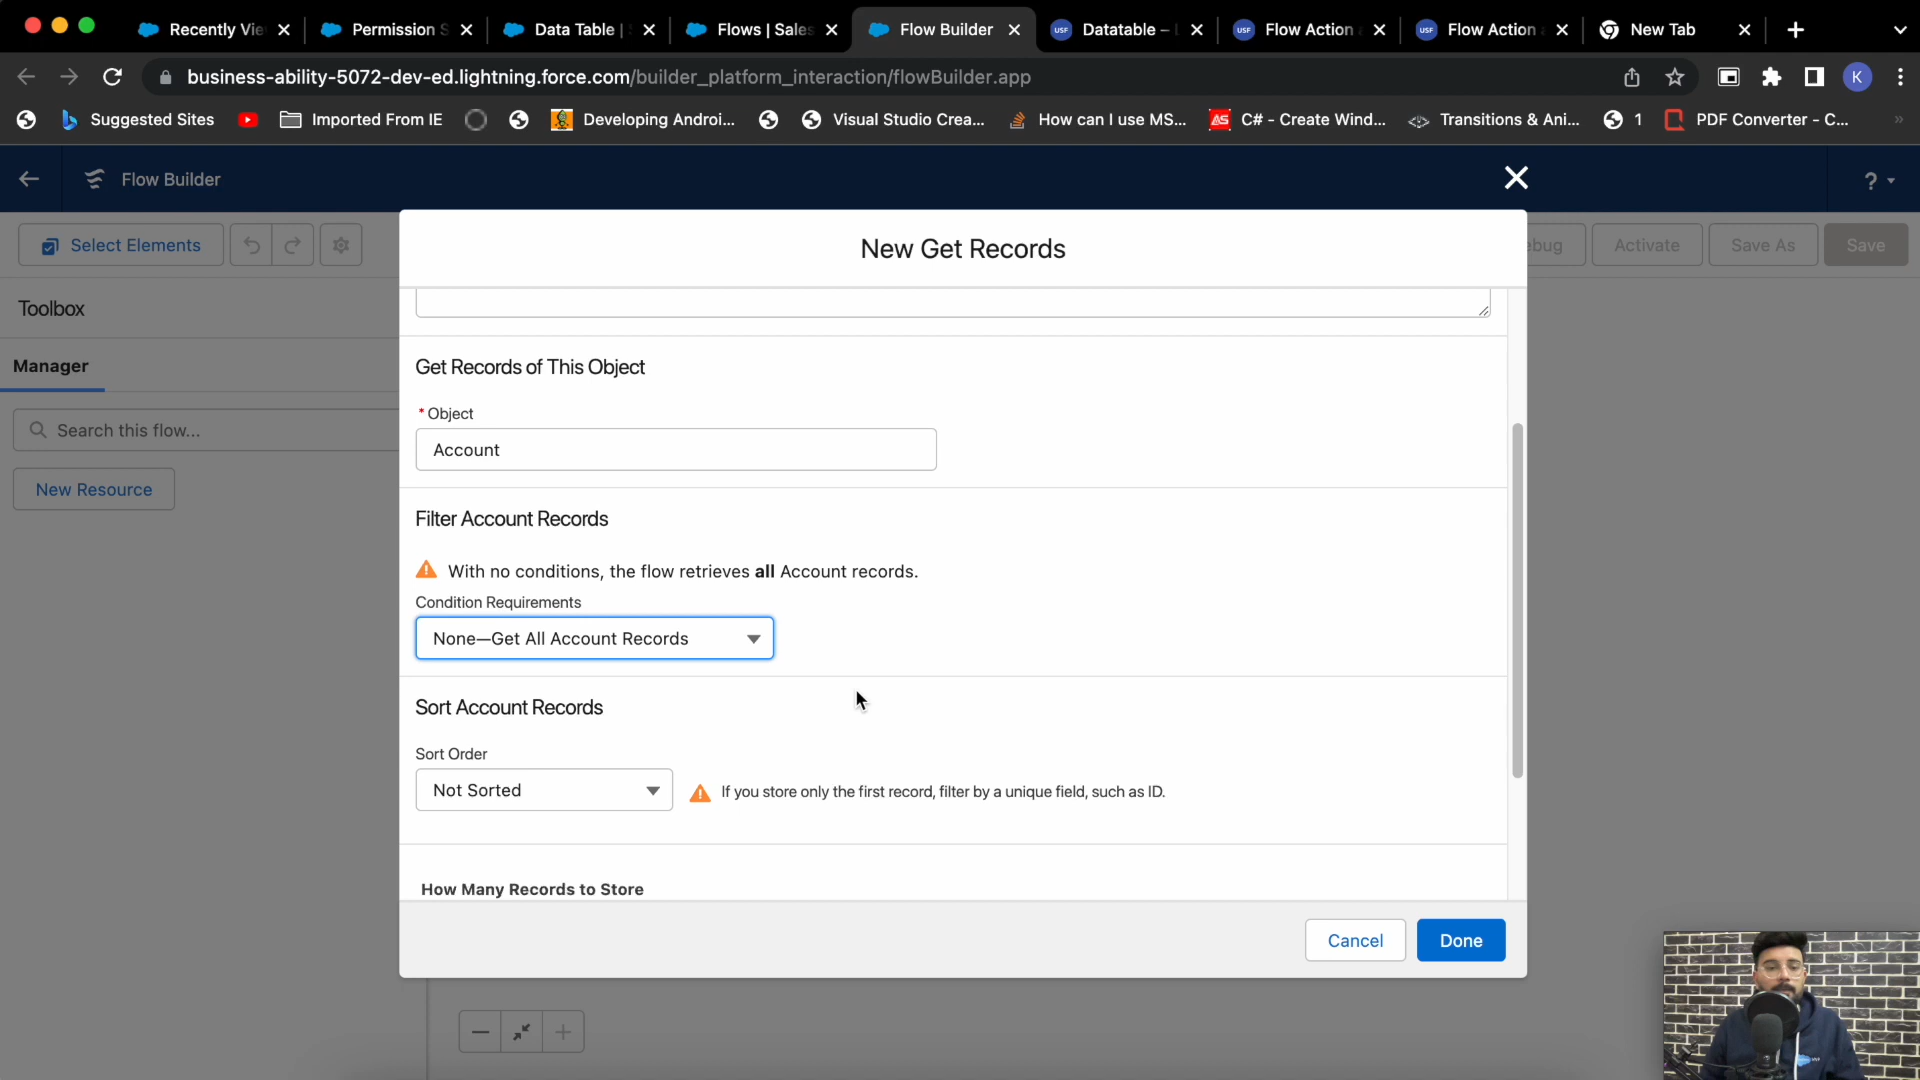 Recently Vie
Permission S
Data Table |
Flows | Sales
Flow Builder
USF
Datatable – L
USF
Flow Action
USF
Flow Action
New Tab
business-ability-5072-dev-ed.lightning.force.com/builder_platform_interaction/flowBuilder.app
K
Suggested Sites
Imported From IE
Developing Androi...
Visual Studio Crea...
How can I use MS...
C# - Create Wind...
Transitions & Ani...
1
PDF Converter - C...
»
Flow Builder
?
Select Elements
ebug
Activate
Save As
Save
Toolbox
Manager
Search this flow...
New Resource
New Get Records
Get Records of This Object
* Object
Account
Filter Account Records
With no conditions, the flow retrieves all Account records.
Condition Requirements
None—Get All Account Records
Sort Account Records
Sort Order
Not Sorted
If you store only the first record, filter by a unique field, such as ID.
How Many Records to Store
Cancel
Done